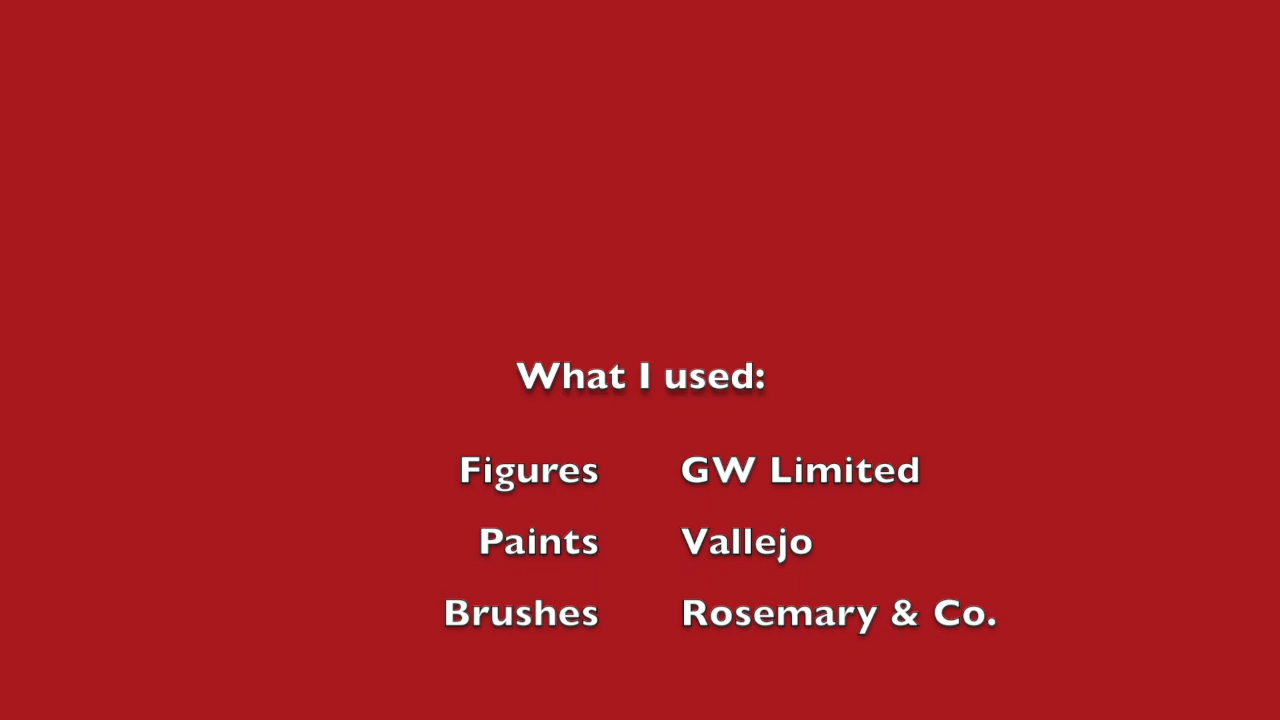 What I used:
Figures GW Limited
Paints Vallejo
Brushes Rosemary & Co.